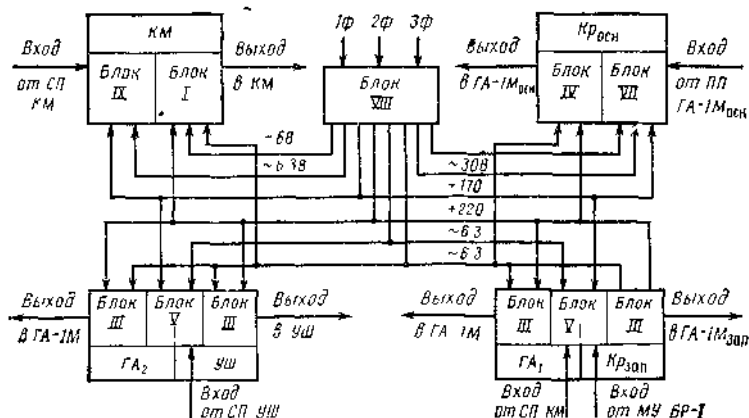 КМ
1ф 2ф 3ф
Кр осн
Вход
от СП
КМ
Блок
IX
Блок
I
Выход
в КМ
Блок
VIII
Выход
в ГА-1М осн
Блок
IV
Блок
VII
Вход
от ПП
ГА-1М осн
~68
~6,3В
~30В
+170
+220
~6,3
~6,3
Выход
в ГА-1М
Блок
III
Блок
V
Блок
III
Выход
в УШ
ГА2
УШ
Вход
от СП УШ
Выход
в ГА-1М
Блок
III
Блок
V
Блок
III
Выход
в ГА-1М зап
ГА1
Кр зап
Вход
от СП КМ
Вход
от МУ БР-I